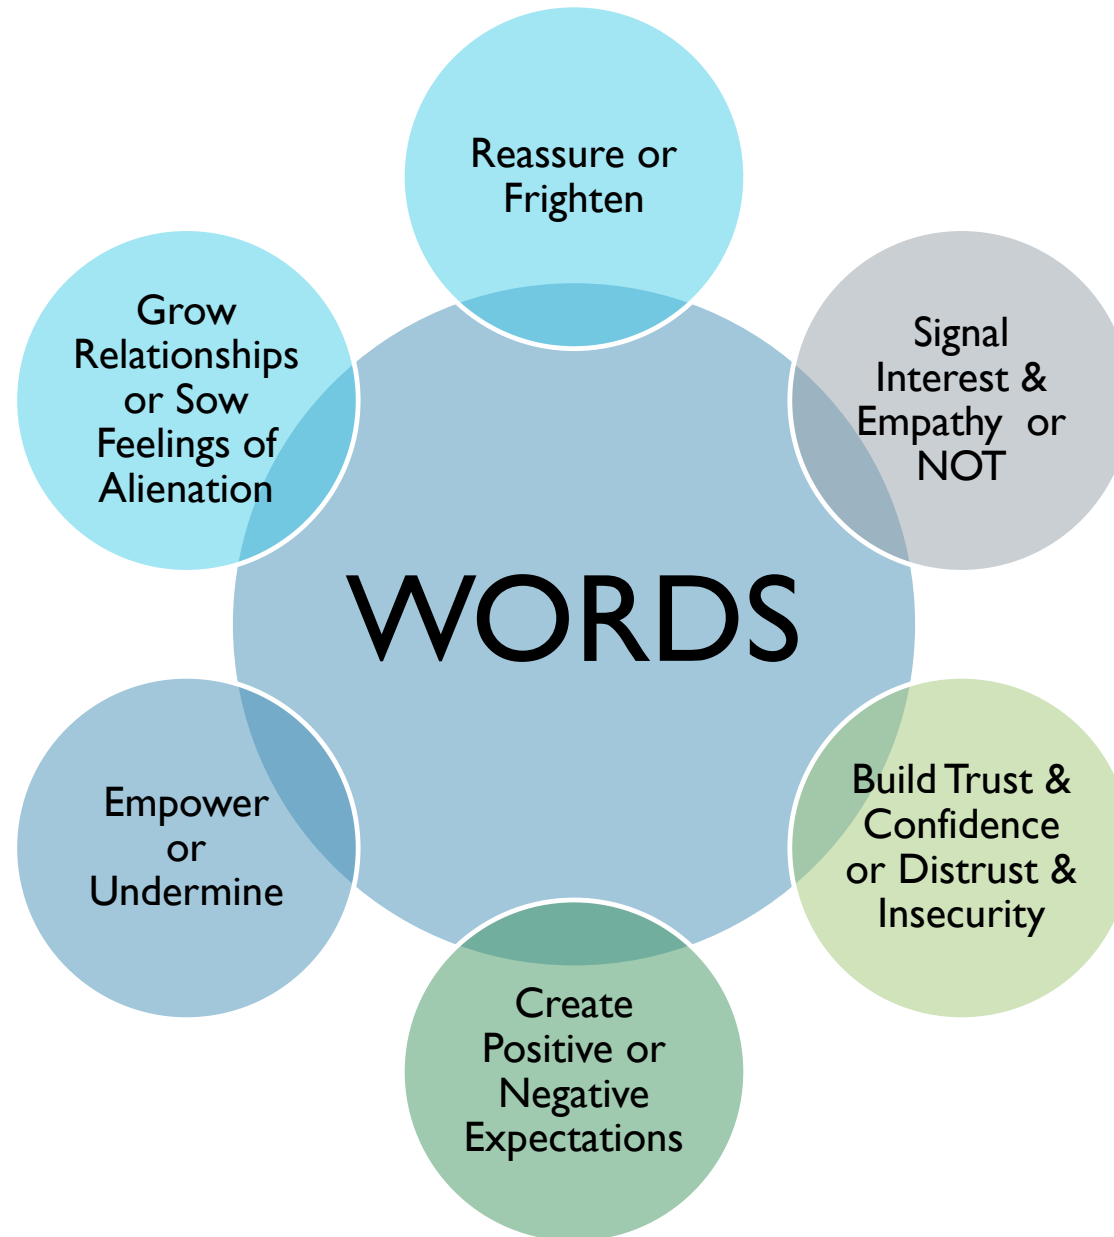 Reassure or
Frighten
Signal
Interest &
Empathy or
NOT
Build Trust &
Confidence
or Distrust &
Insecurity
Create
Positive or
Negative
Expectations
Empower
or
Undermine
Grow
Relationships
or Sow
Feelings of
Alienation
WORDS